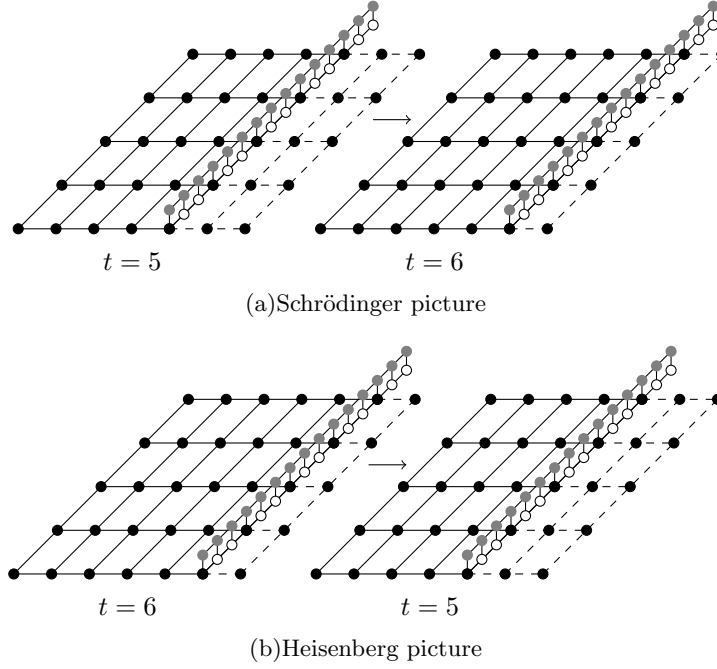 t = 5
t = 6
(a)Schrödinger picture
t = 6
t = 5
(b)Heisenberg picture